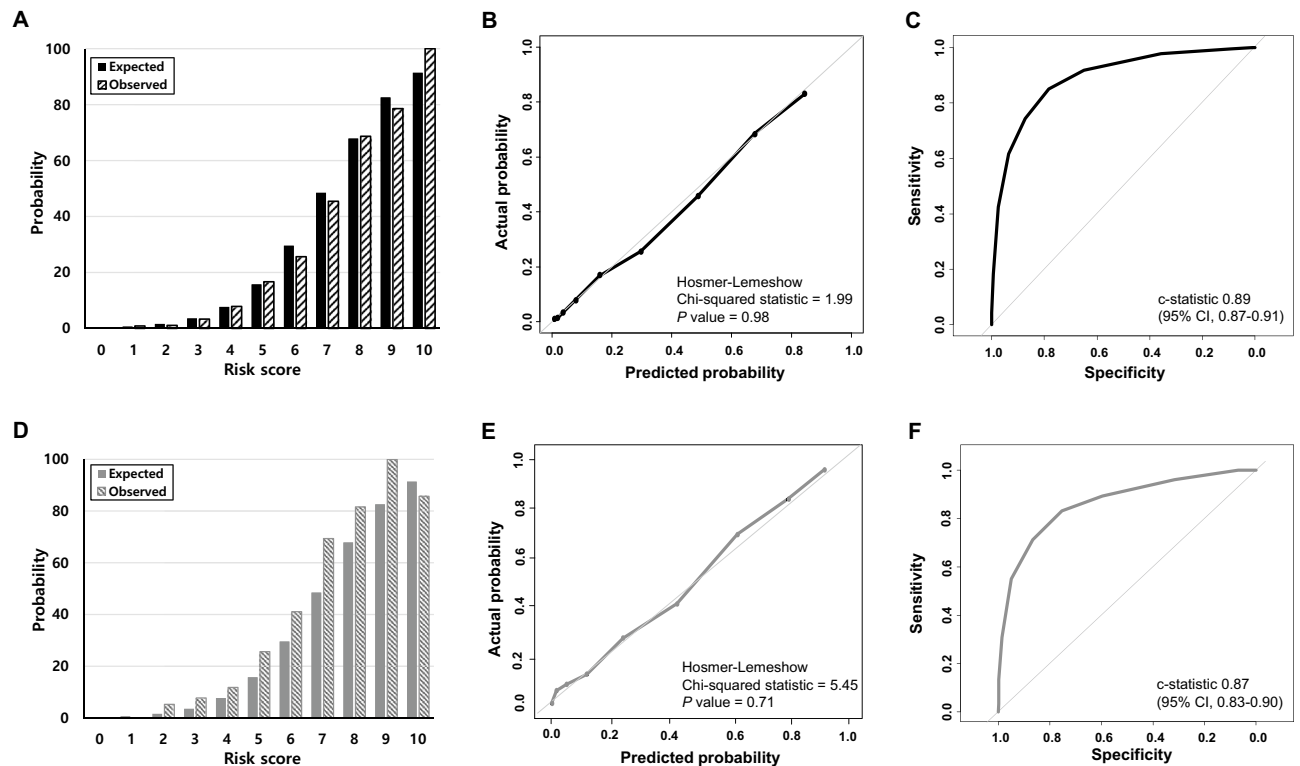 A
100
80
60
40
20
0
Probability
Expected
Observed
0 1 2 3 4 5 6 7 8 9 10
Risk score
B
1.0
0.8
0.6
0.4
0.2
0.0
Actual probability
Hosmer-Lemeshow
Chi-squared statistic = 1.99
P value = 0.98
0.0 0.2 0.4 0.6 0.8 1.0
Predicted probability
C
1.0
0.8
0.6
0.4
0.2
0.0
Sensitivity
c-statistic 0.89
(95% CI, 0.87-0.91)
1.0 0.8 0.6 0.4 0.2 0.0
Specificity
D
100
80
60
40
20
0
Probability
Expected
Observed
0 1 2 3 4 5 6 7 8 9 10
Risk score
E
1.0
0.8
0.6
0.4
0.2
0.0
Actual probability
Hosmer-Lemeshow
Chi-squared statistic = 5.45
P value = 0.71
0.0 0.2 0.4 0.6 0.8 1.0
Predicted probability
F
1.0
0.8
0.6
0.4
0.2
0.0
Sensitivity
c-statistic 0.87
(95% CI, 0.83-0.90)
1.0 0.8 0.6 0.4 0.2 0.0
Specificity